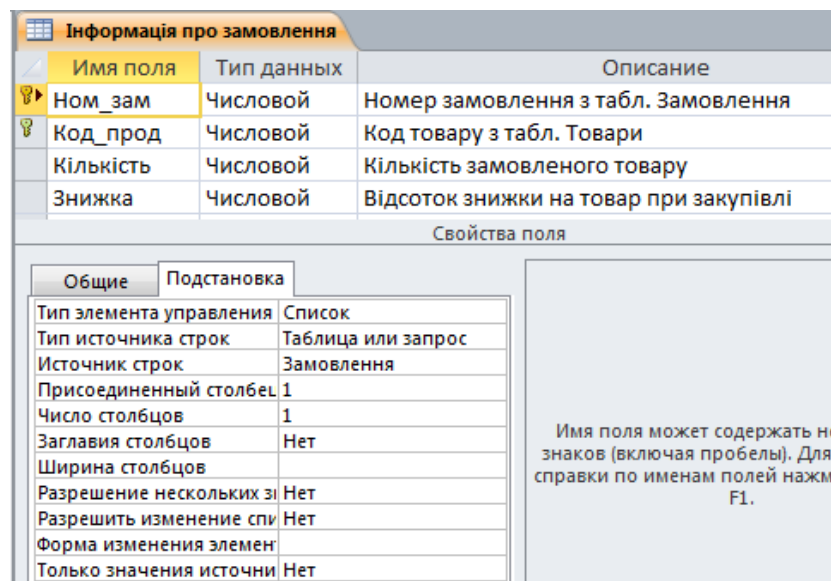 Інформація про замовлення
Имя поля Тип данных Описание
Ном_зам Числовой Номер замовлення з табл. Замовлення
Код_прод Числовой Код товару з табл. Товари
Кількість Числовой Кількість замовленого товару
Знижка Числовой Відсоток знижки на товар при закупівлі
Свойства поля
Общие Подстановка
Тип элемента управления Список
Тип источника строк Таблица или запрос
Источник строк Замовлення
Присоединенный столбец 1
Число столбцов 1
Заглавия столбцов Нет
Ширина столбцов
Разрешение нескольких з Нет
Разрешить изменение спи Нет
Форма изменения элемен
Только значения источни Нет
Имя поля может содержать н
знаков (включая пробелы). Для
справки по именам полей нажм
F1.